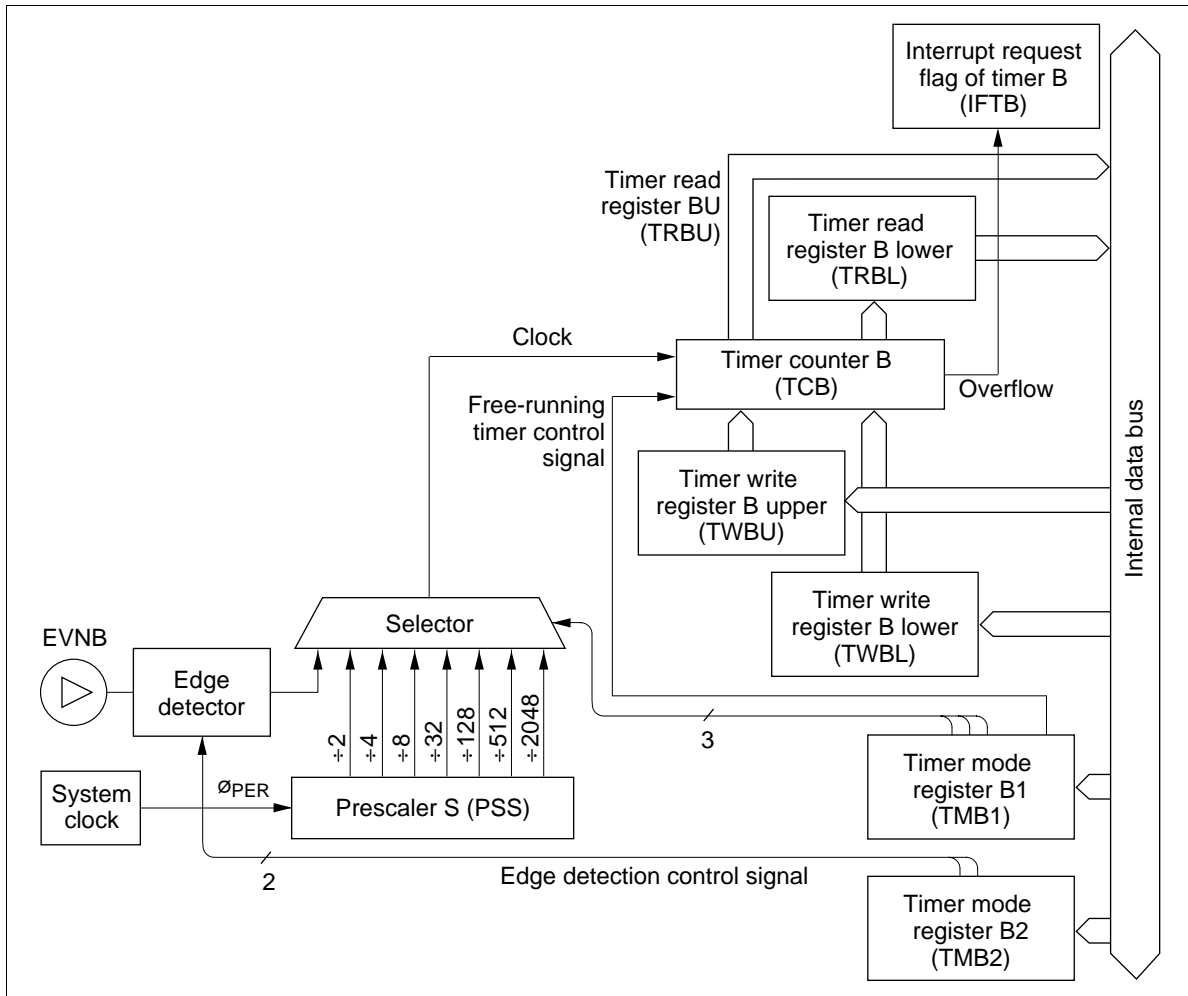 Interrupt request
flag of timer B
(IFTB)
Timer read
register BU
(TRBU)
Timer read
register B lower
(TRBL)
Clock
Timer counter B
(TCB)
Overflow
Free-running
timer control
signal
Timer write
register B upper
(TWBU)
Internal data bus
Timer write
register B lower
(TWBL)
Selector
EVNB
Edge
detector
÷2
÷4
÷8
÷32
÷128
÷512
÷2048
3
System
clock
øPER
Prescaler S (PSS)
Timer mode
register B1
(TMB1)
2
Edge detection control signal
Timer mode
register B2
(TMB2)